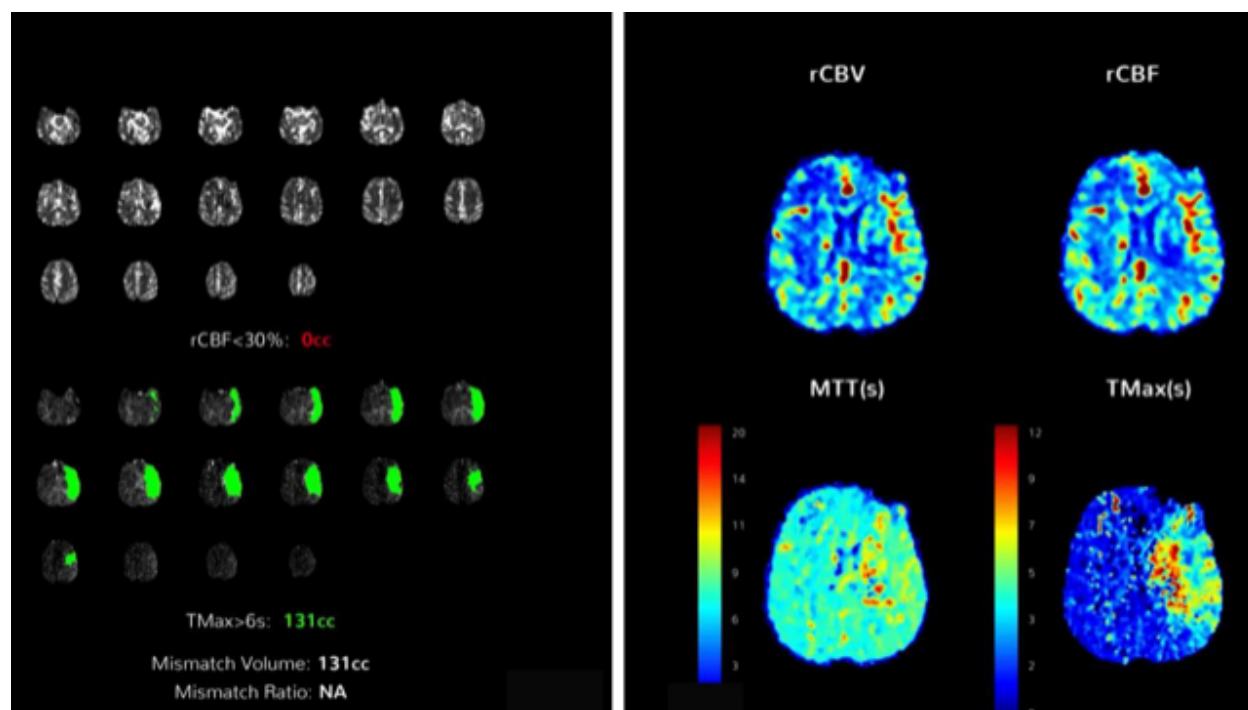 rCBF<30%: 0cc
TMax>6s: 131cc
Mismatch Volume: 131cc
Mismatch Ratio: NA
rCBV
rCBF
MTT(s)
TMax(s)
20
14
11
9
6
3
12
9
7
5
3
2